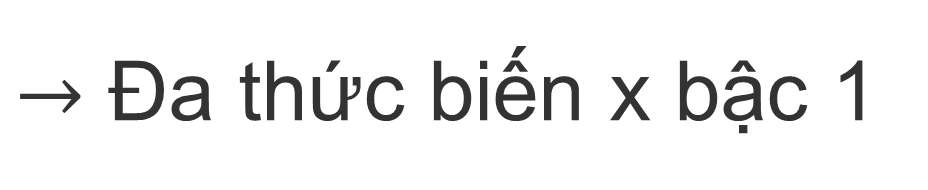 → Đa thức biến x bậc 1